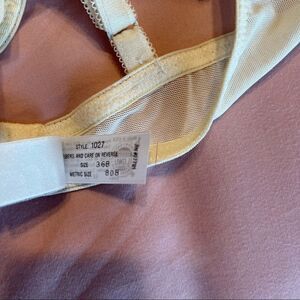 STYLE 1027
FIBERS AND CARE ON REVERSE
SIZE 36B
METRIC SIZE 80B